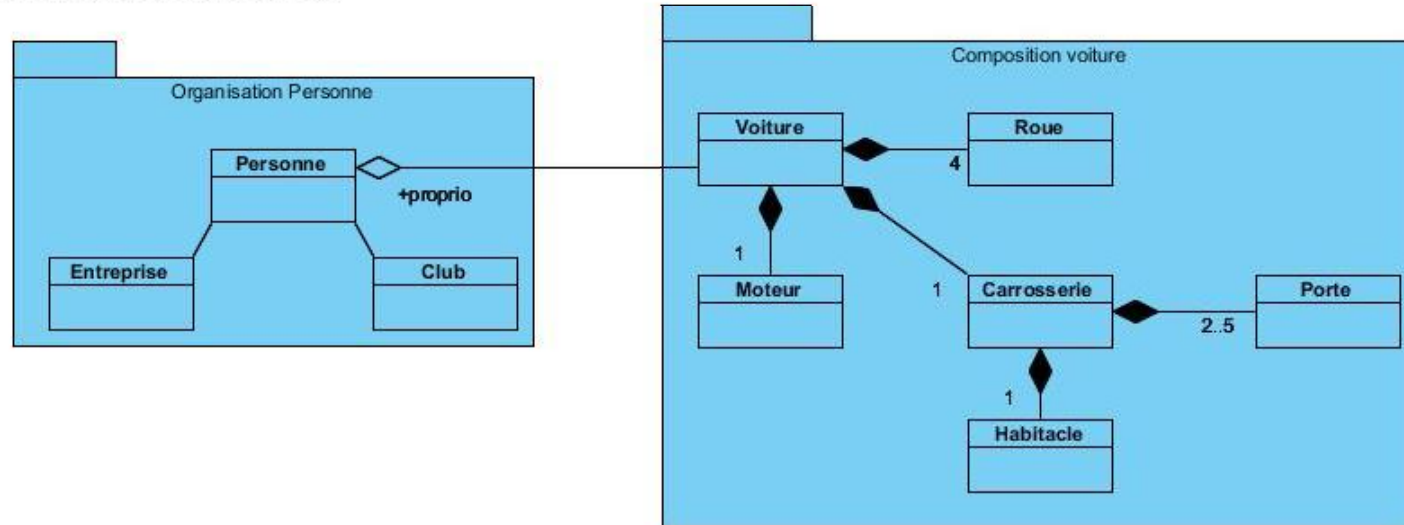 Composition voiture
Organisation Personne
Voiture
Roue
4
Personne
+proprio
Entreprise
Club
1
1
Moteur
Carrosserie
Porte
2..5
1
Habitacle